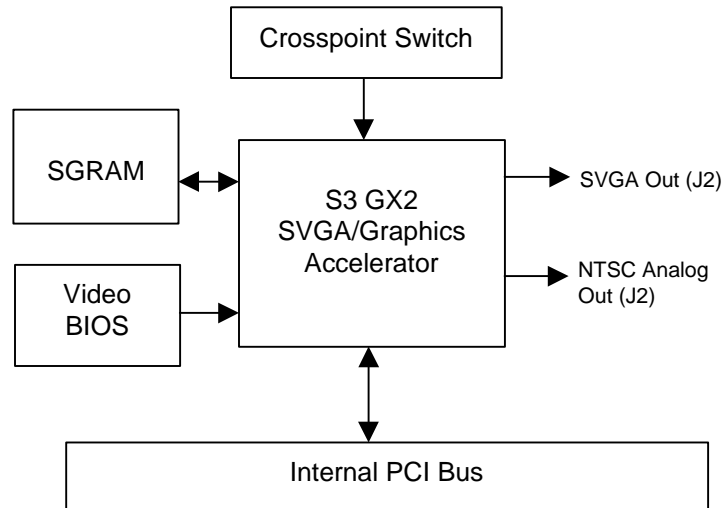 Crosspoint Switch
SGRAM
S3 GX2
SVGA/Graphics
Accelerator
SVGA Out (J2)
NTSC Analog
Out (J2)
Video
BIOS
Internal PCI Bus